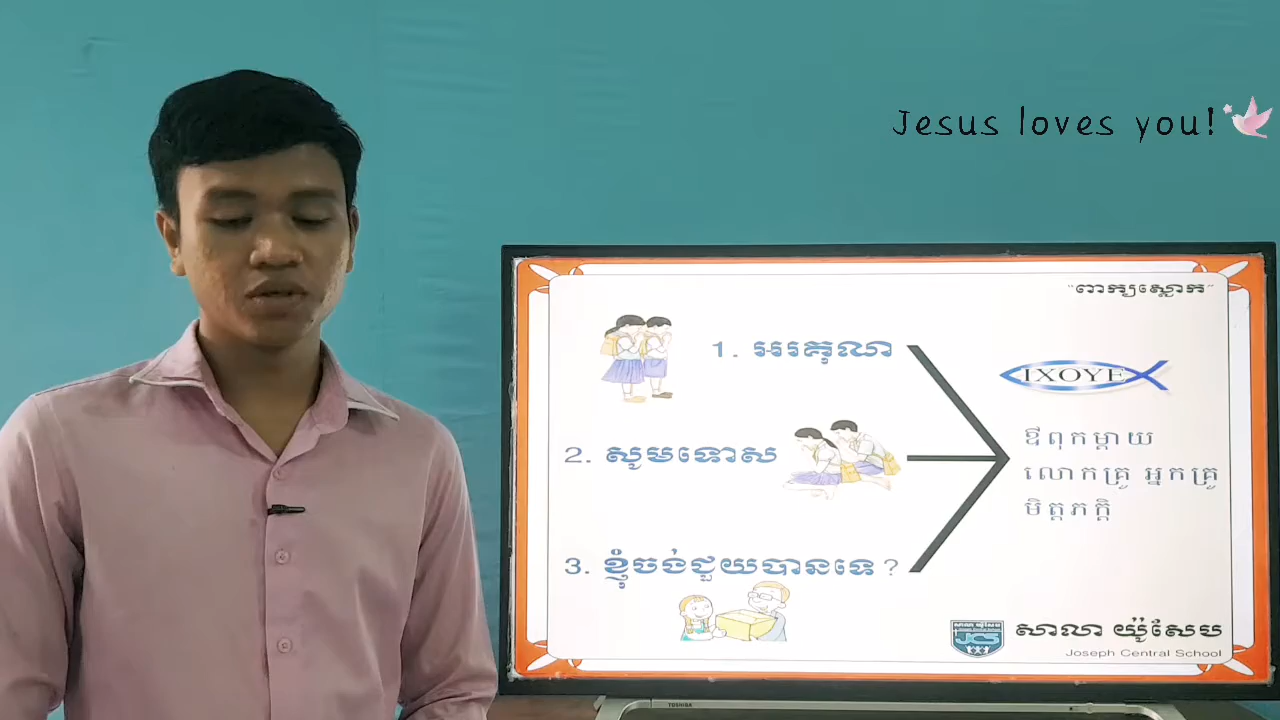 Jesus loves you!
"ពាក្យស្លោក"
1. អរគុណ
2. សូមទោស
3. ខ្ញុំចង់ជួយបានទេ?
IXOYE
ឪពុកម្ដាយ
លោកគ្រូ អ្នកគ្រូ
មិត្តភក្ដិ
JCS
សាលា យ៉ូសែប
Joseph Central School
TOSHIBA